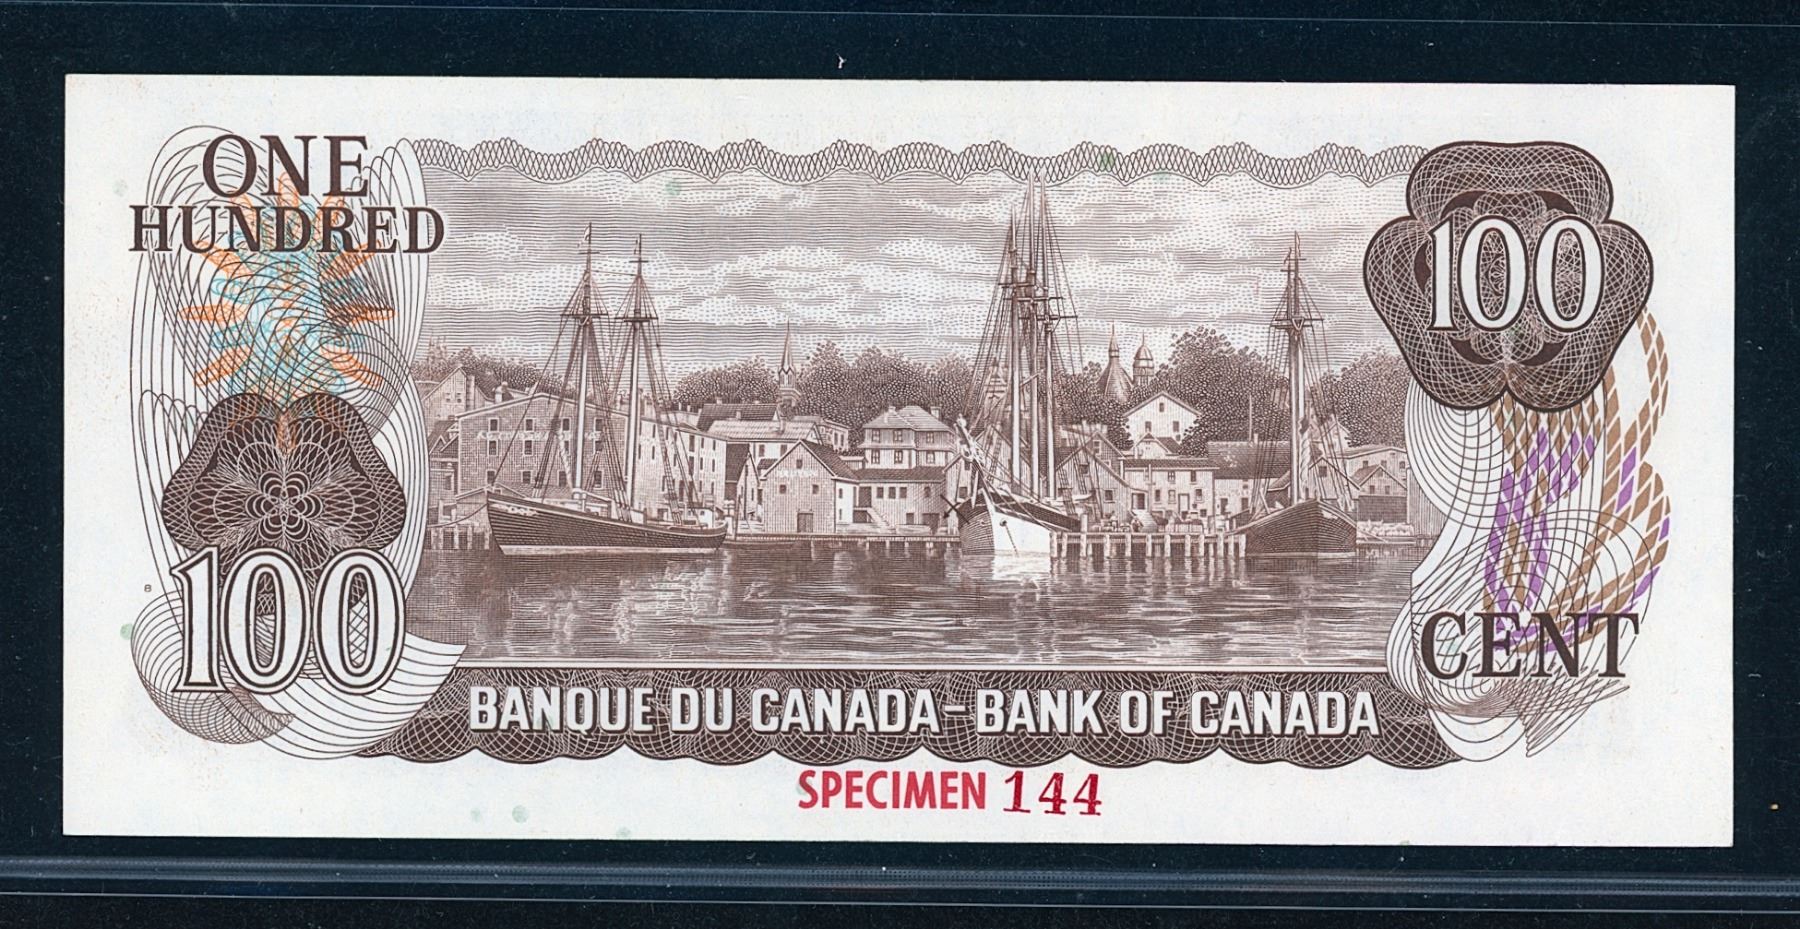 ONE
HUNDRED
100
100
CENT
BANQUE DU CANADA-BANK OF CANADA
SPECIMEN 144